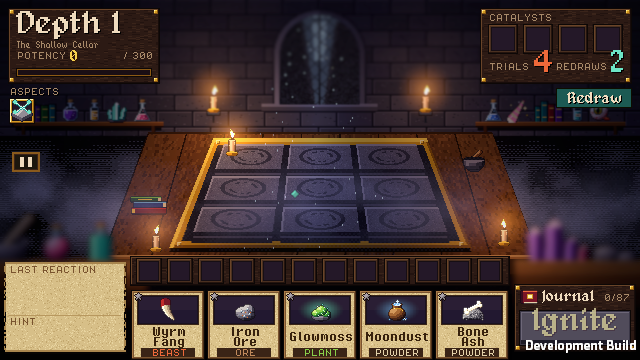 Depth 1
The Shallow Cellar
POTENCY 0 / 300
ASPECTS
CATALYSTS
TRIALS 4 REDRAWS 2
Redraw
LAST REACTION
HINT
Wyrm
Fang
BEAST
Iron
Ore
ORE
Glowmoss
PLANT
Moondust
POWDER
Bone
Ash
POWDER
Journal 0/87
Ignite
Development Build